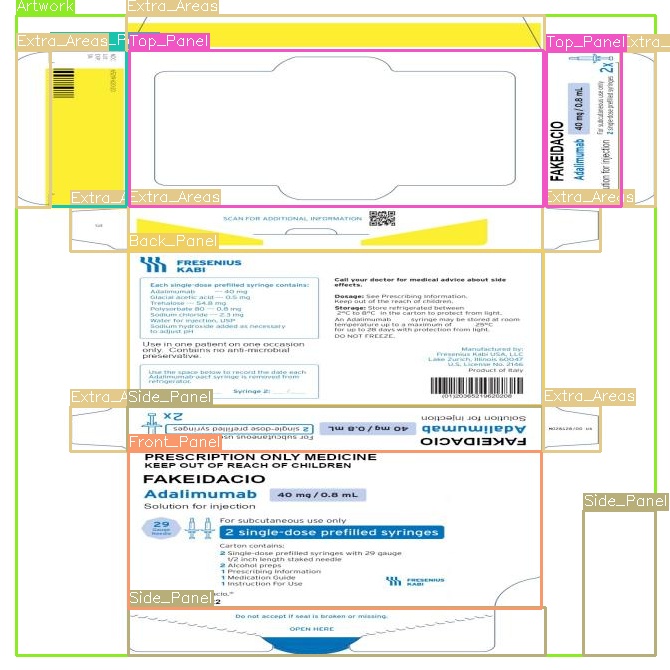 Artwork
Extra_Areas
Extra_Areas_P
Top_Panel
Top_Panel
Extra_
2x
For subcutaneous use only
2 single-dose prefilled syringes
40 mg / 0.8 mL
FAKEIDACIO
Adalimumab
ution for injection
Extra_Areas
Extra_Areas
Extra_Areas
SCAN FOR ADDITIONAL INFORMATION
Back_Panel
FRESENIUS
KABI
Each single-dose prefilled syringe contains:
Adalimumab — 40 mg
Glacial acetic acid — 0.5 mg
Trehalose — 54.8 mg
Polysorbate 80 — 0.8 mg
Sodium chloride — 2.3 mg
Water for injection, USP
Sodium hydroxide added as necessary
to adjust pH
Use in one patient on one occasion
only. Contains no anti-microbial
preservative.
Use the space below to record the date each
Adalimumab-aacf syringe is removed from
refrigerator.
Syringe 2: __ / __
Call your doctor for medical advice about side
effects.
Dosage: See Prescribing Information.
Keep out of the reach of children.
Storage: Store refrigerated between
2°C to 8°C in the carton to protect from light.
An Adalimumab syringe may be stored at room
temperature up to a maximum of 25°C
for up to 28 days with protection from light.
DO NOT FREEZE.
Manufactured by:
Fresenius Kabi USA, LLC
Lake Zurich, Illinois 60047
U.S. License No. 2146
Product of Italy
(01)20365219620208
Extra_Areas
Side_Panel
Extra_Areas
2x
2 single-dose prefilled syringes
For subcutaneous use
40 mg / 0.8 mL
Solution for injection
Adalimumab
FAKEIDACIO
Front_Panel
PRESCRIPTION ONLY MEDICINE
KEEP OUT OF REACH OF CHILDREN
FAKEIDACIO
Adalimumab
40 mg / 0.8 mL
Solution for injection
29
Gauge
Needle
For subcutaneous use only
2 single-dose prefilled syringes
Carton contains:
2 Single-dose prefilled syringes with 29 gauge
1/2 inch length staked needle
2 Alcohol preps
1 Prescribing Information
1 Medication Guide
1 Instruction For Use
FRESENIUS
KABI
Side_Panel
Side_Panel
Do not accept if seal is broken or missing.
OPEN HERE